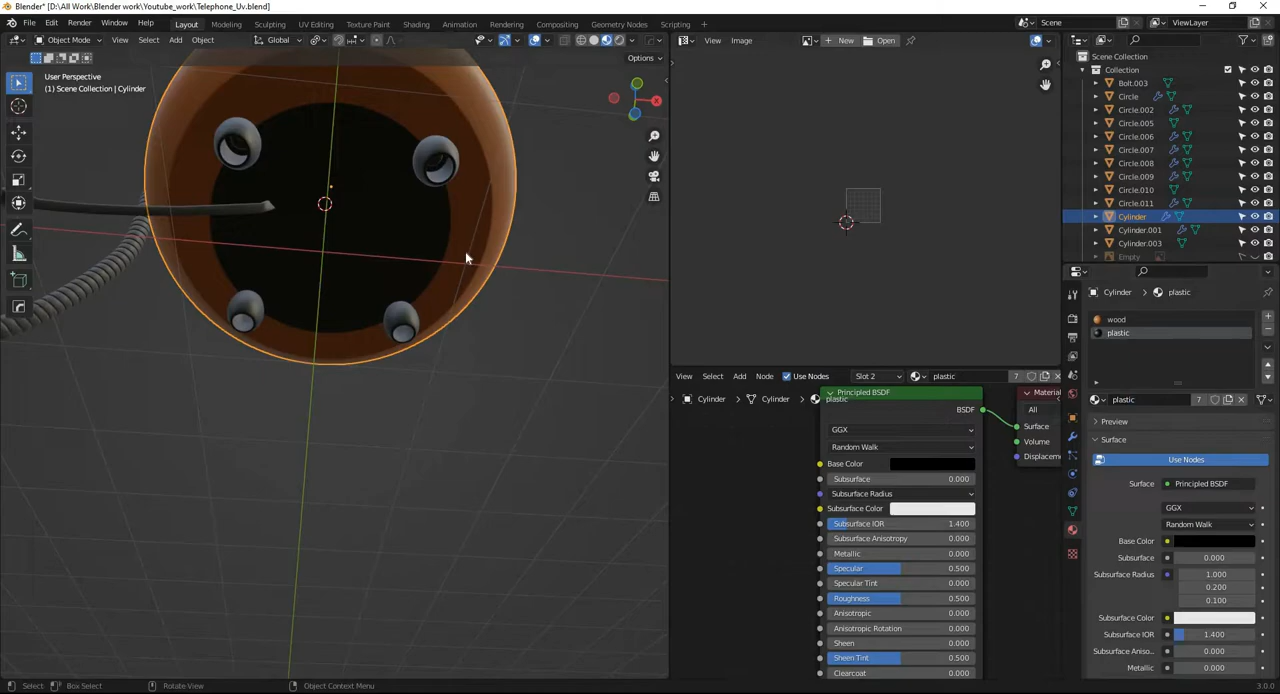 Blender* [D:\All Work\Blender work\Youtube_work\Telephone_Uv.blend]
File Edit Render Window Help Layout Modeling Sculpting UV Editing Texture Paint Shading Animation Rendering Compositing Geometry Nodes Scripting + Scene ViewLayer
Object Mode View Select Add Object Global View Image New Open
Options
User Perspective
(1) Scene Collection | Cylinder
Scene Collection
Collection
Bolt.003
Circle
Circle.002
Circle.005
Circle.006
Circle.007
Circle.008
Circle.009
Circle.010
Circle.011
Cylinder
Cylinder.001
Cylinder.003
Empty
View Select Add Node Use Nodes Slot 2 plastic 7
Cylinder Cylinder plastic
Principled BSDF
BSDF
GGX
Random Walk
Base Color
Subsurface 0.000
Subsurface Radius
Subsurface Color
Subsurface IOR 1.400
Subsurface Anisotropy 0.000
Metallic 0.000
Specular 0.500
Specular Tint 0.000
Roughness 0.500
Anisotropic 0.000
Anisotropic Rotation 0.000
Sheen 0.000
Sheen Tint 0.500
Clearcoat 0.000
Material
All
Surface
Volume
Displaceme
Cylinder plastic
wood
plastic
plastic 7
Preview
Surface
Use Nodes
Surface Principled BSDF
GGX
Random Walk
Base Color
Subsurface 0.000
Subsurface Radius 1.000
0.200
0.100
Subsurface Color
Subsurface IOR 1.400
Subsurface Aniso... 0.000
Metallic 0.000
Select Box Select Rotate View Object Context Menu 3.0.0